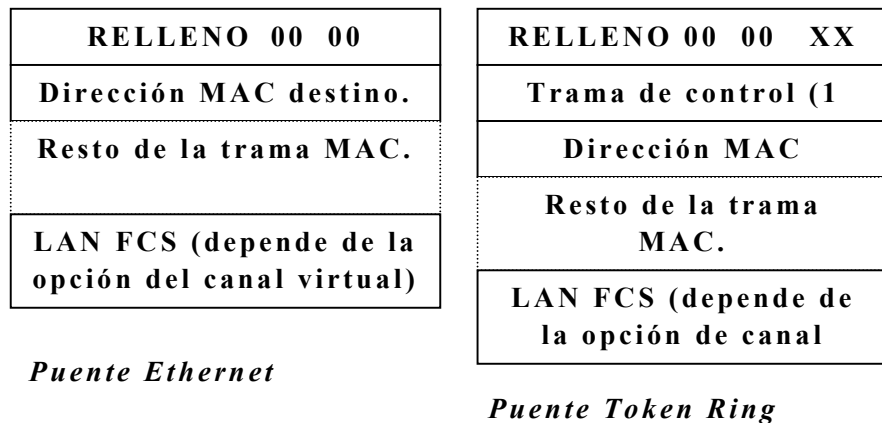 RELLENO 00 00
Dirección MAC destino.
Resto de la trama MAC.
LAN FCS (depende de la
opción del canal virtual)
Puente Ethernet
RELLENO 00 00 XX
Trama de control (1
Dirección MAC
Resto de la trama
MAC.
LAN FCS (depende de
la opción de canal
Puente Token Ring